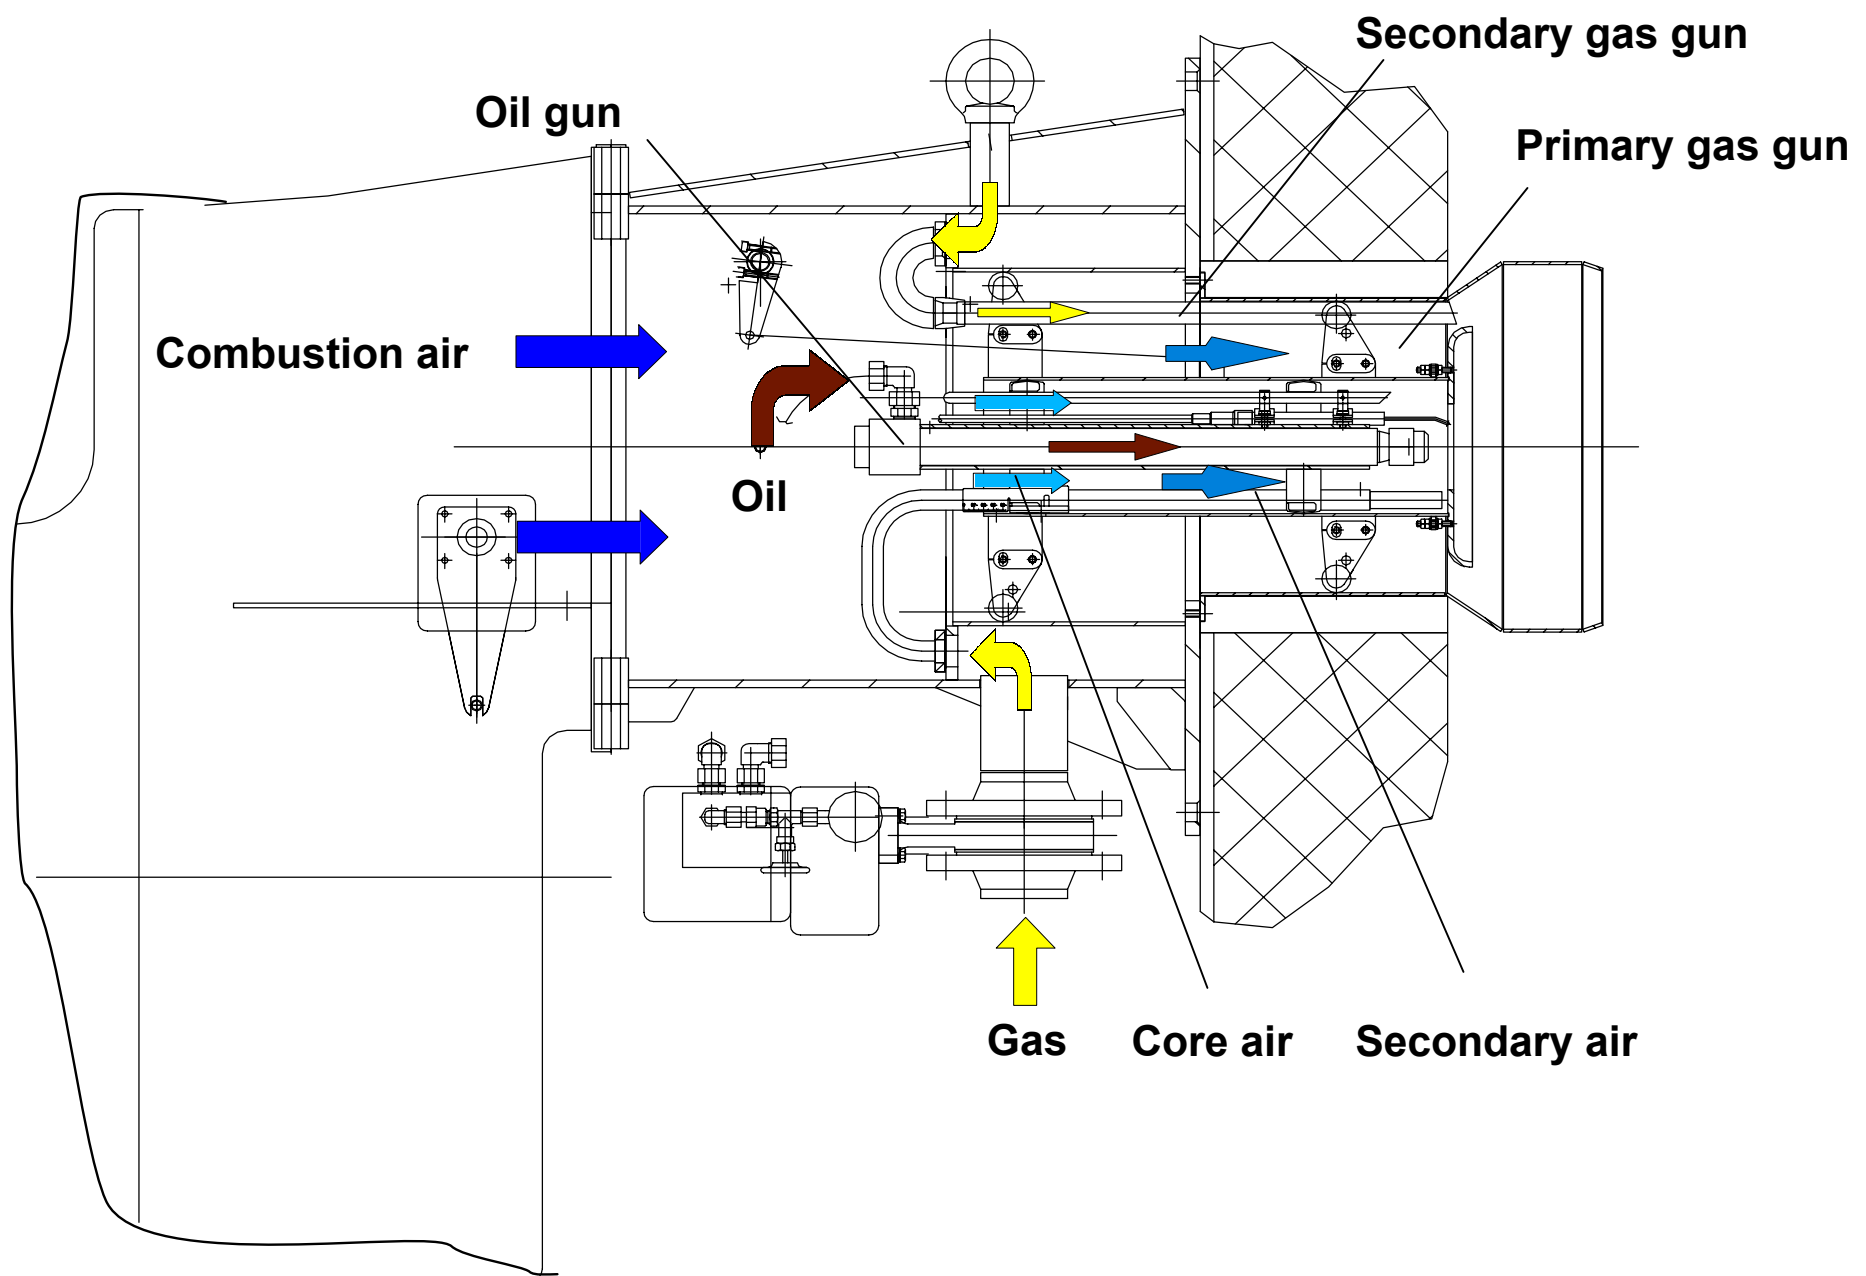 Secondary gas gun
Oil gun
Primary gas gun
Combustion air
Oil
Gas
Core air
Secondary air